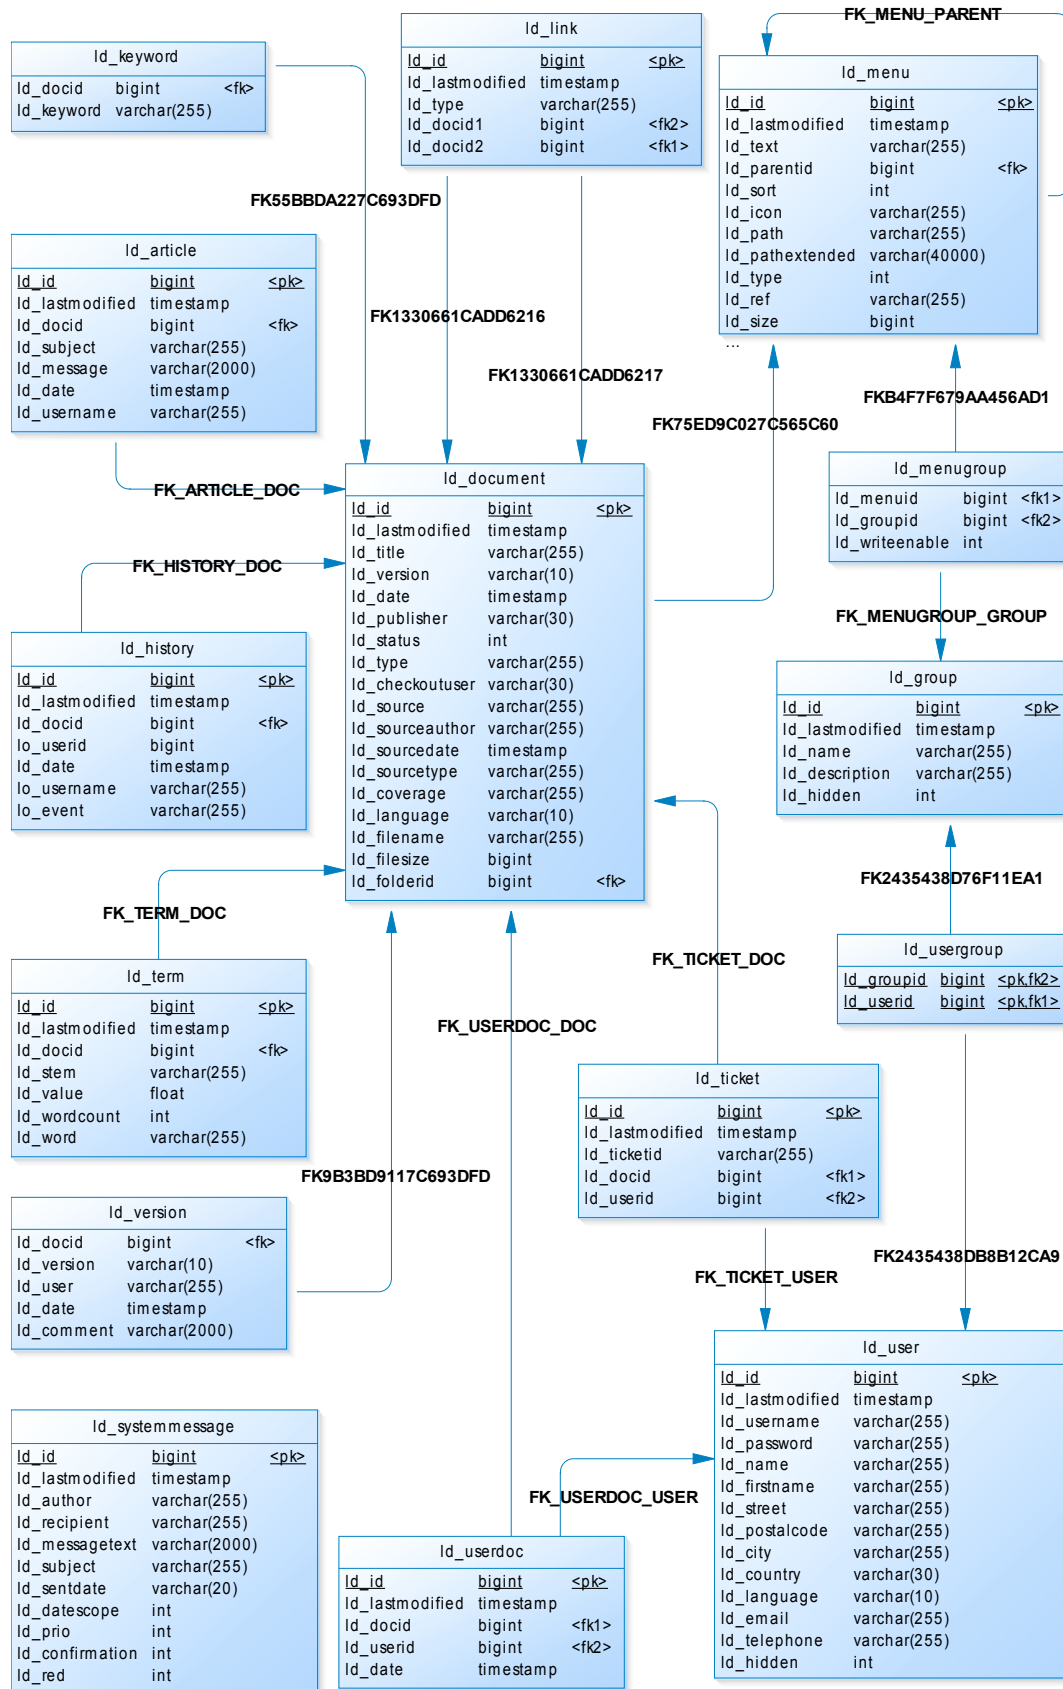 FK_MENU_PARENT
ld_keyword
ld_docid bigint <fk>
ld_keyword varchar(255)
ld_link
ld_id bigint <pk>
ld_lastmodified timestamp
ld_type varchar(255)
ld_docid1 bigint <fk2>
ld_docid2 bigint <fk1>
ld_menu
ld_id bigint <pk>
ld_lastmodified timestamp
ld_text varchar(255)
ld_parentid bigint <fk>
ld_sort int
ld_icon varchar(255)
ld_path varchar(255)
ld_pathextended varchar(40000)
ld_type int
ld_ref varchar(255)
ld_size bigint
...
FK55BBDA227C693DFD
ld_article
ld_id bigint <pk>
ld_lastmodified timestamp
ld_docid bigint <fk>
ld_subject varchar(255)
ld_message varchar(2000)
ld_date timestamp
ld_username varchar(255)
FK1330661CADD6216
FK1330661CADD6217
FKB4F7F679AA456AD1
FK75ED9C027C565C60
FK_ARTICLE_DOC
ld_document
ld_id bigint <pk>
ld_lastmodified timestamp
ld_title varchar(255)
ld_version varchar(10)
ld_date timestamp
ld_publisher varchar(30)
ld_status int
ld_type varchar(255)
ld_checkoutuser varchar(30)
ld_source varchar(255)
ld_sourceauthor varchar(255)
ld_sourcedate timestamp
ld_sourcetype varchar(255)
ld_coverage varchar(255)
ld_language varchar(10)
ld_filename varchar(255)
ld_filesize bigint
ld_folderid bigint <fk>
ld_menugroup
ld_menuid bigint <fk1>
ld_groupid bigint <fk2>
ld_writeenable int
FK_HISTORY_DOC
FK_MENUGROUP_GROUP
ld_history
ld_id bigint <pk>
ld_lastmodified timestamp
ld_docid bigint <fk>
lo_userid bigint
ld_date timestamp
lo_username varchar(255)
lo_event varchar(255)
ld_group
ld_id bigint <pk>
ld_lastmodified timestamp
ld_name varchar(255)
ld_description varchar(255)
ld_hidden int
FK2435438D76F11EA1
FK_TERM_DOC
ld_term
ld_id bigint <pk>
ld_lastmodified timestamp
ld_docid bigint <fk>
ld_stem varchar(255)
ld_value float
ld_wordcount int
ld_word varchar(255)
FK_TICKET_DOC
ld_usergroup
ld_groupid bigint <pk,fk2>
ld_userid bigint <pk,fk1>
FK_USERDOC_DOC
ld_ticket
ld_id bigint <pk>
ld_lastmodified timestamp
ld_ticketid varchar(255)
ld_docid bigint <fk1>
ld_userid bigint <fk2>
FK9B3BD9117C693DFD
ld_version
ld_docid bigint <fk>
ld_version varchar(10)
ld_user varchar(255)
ld_date timestamp
ld_comment varchar(2000)
FK2435438DB8B12CA9
FK_TICKET_USER
ld_user
ld_id bigint <pk>
ld_lastmodified timestamp
ld_username varchar(255)
ld_password varchar(255)
ld_name varchar(255)
ld_firstname varchar(255)
ld_street varchar(255)
ld_postalcode varchar(255)
ld_city varchar(255)
ld_country varchar(30)
ld_language varchar(10)
ld_email varchar(255)
ld_telephone varchar(255)
ld_hidden int
ld_systemmessage
ld_id bigint <pk>
ld_lastmodified timestamp
ld_author varchar(255)
ld_recipient varchar(255)
ld_messagetext varchar(2000)
ld_subject varchar(255)
ld_sentdate varchar(20)
ld_datescope int
ld_prio int
ld_confirmation int
ld_red int
FK_USERDOC_USER
ld_userdoc
ld_id bigint <pk>
ld_lastmodified timestamp
ld_docid bigint <fk1>
ld_userid bigint <fk2>
ld_date timestamp